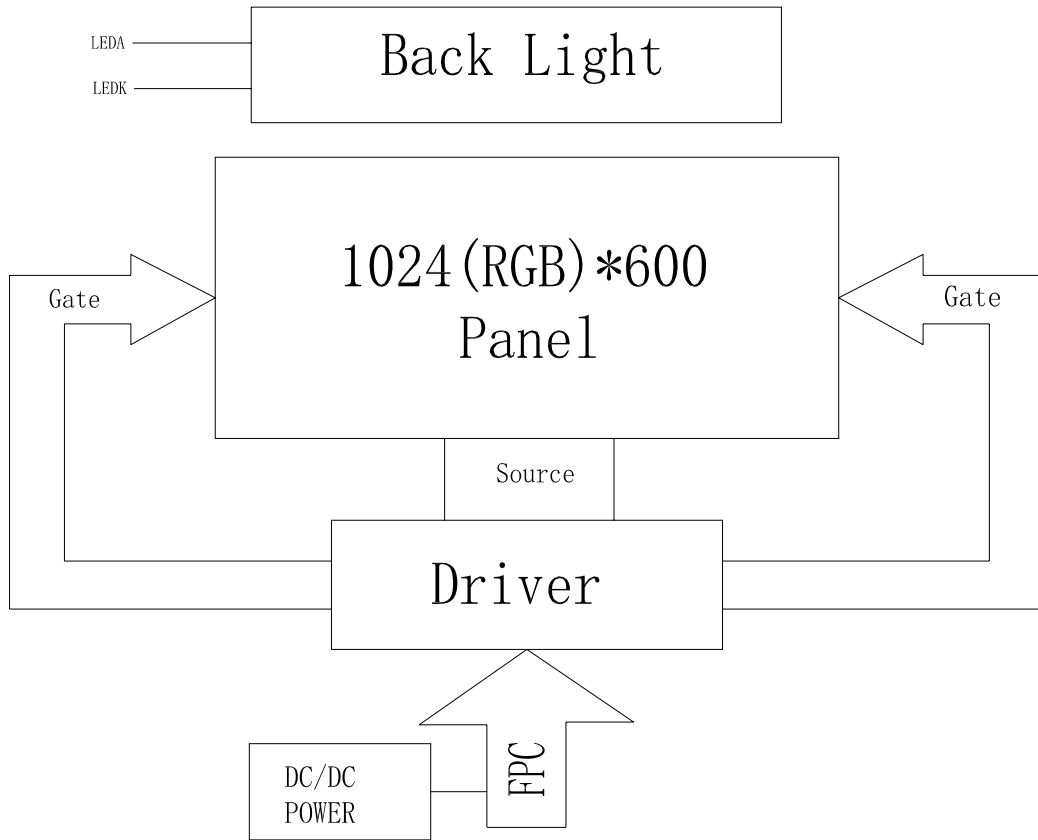 LEDA
LEDK
Back Light
1024(RGB)*600
Panel
Gate
Gate
Source
Driver
FPC
DC/DC
POWER